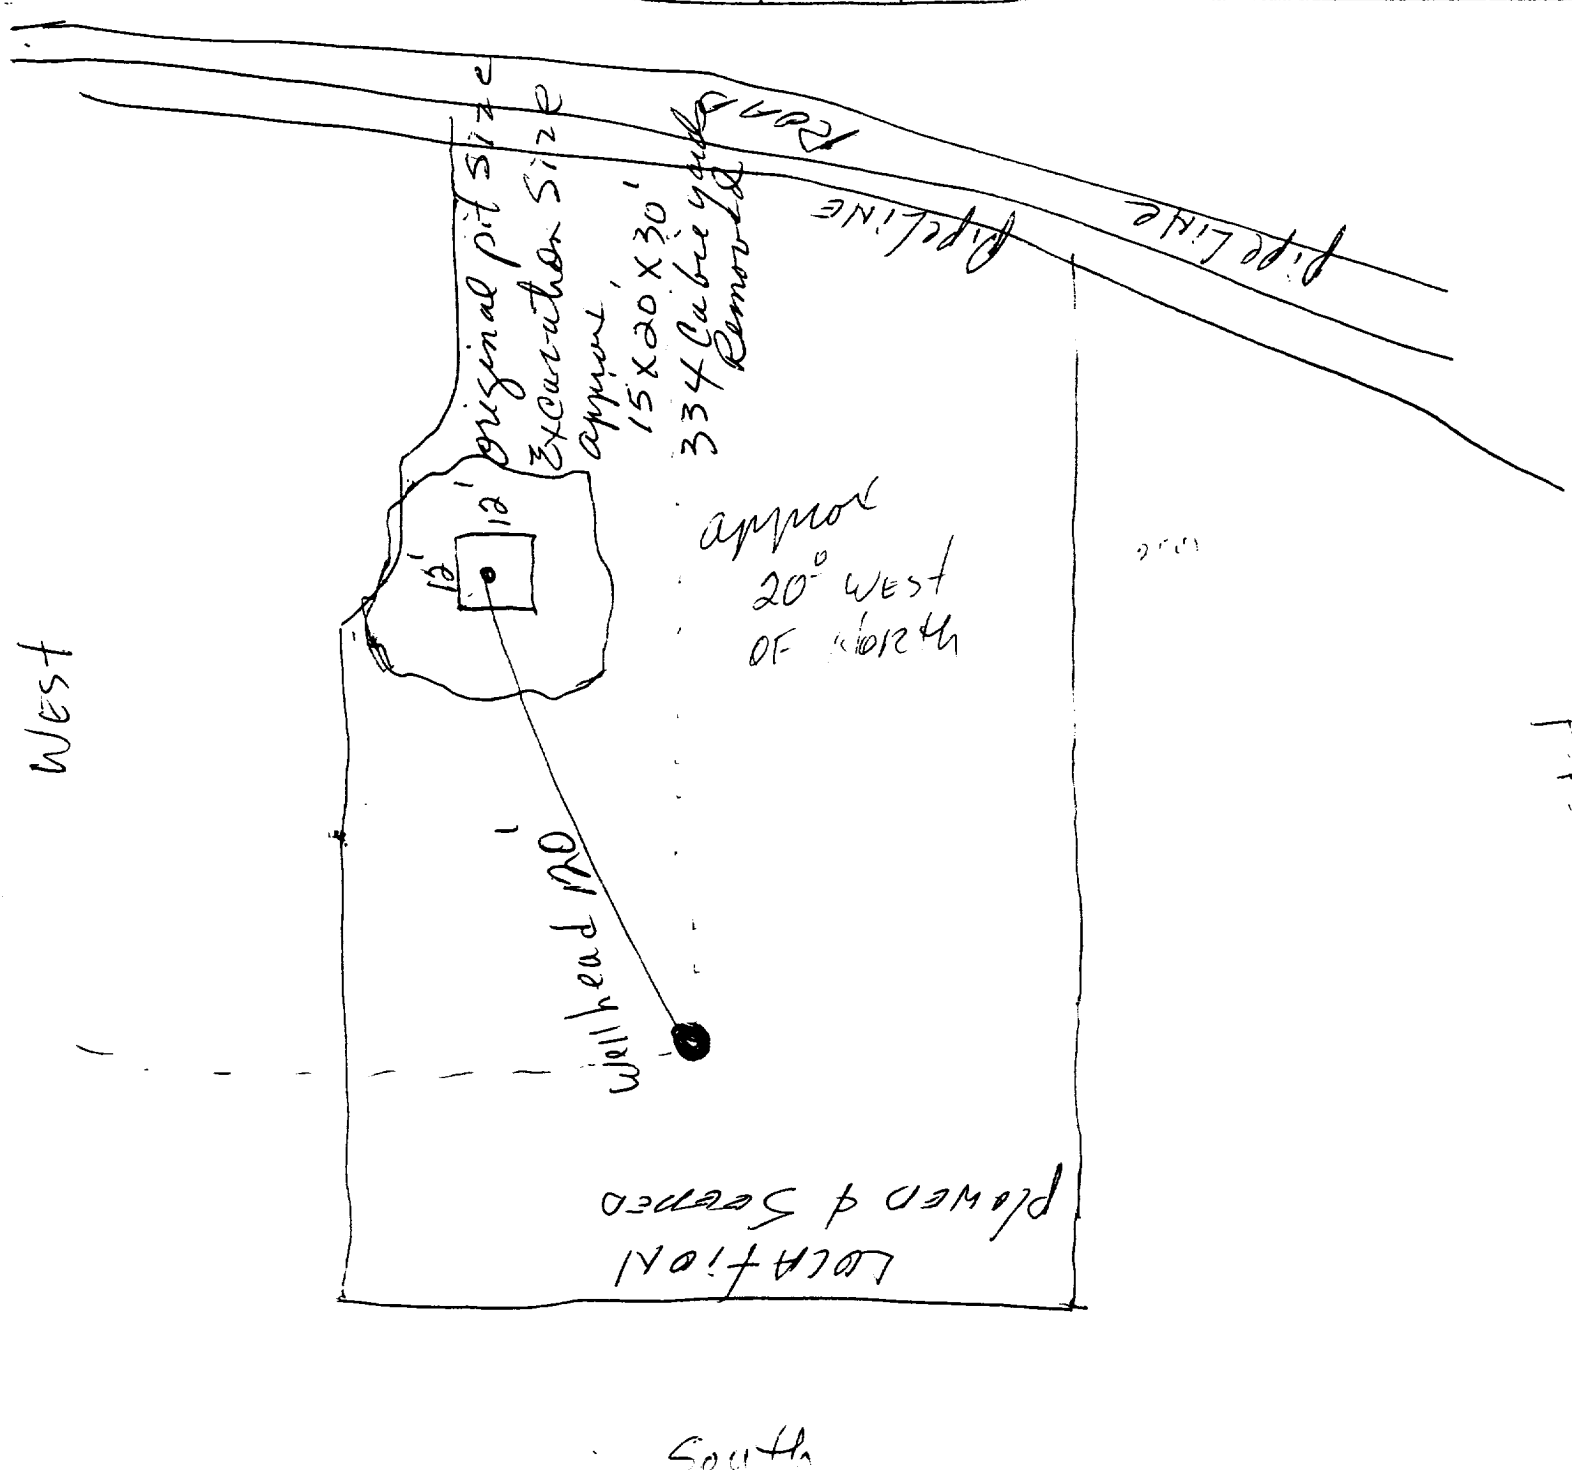 Road
pipeline
pipeline
original pit Size
Excavation Size
approx.
15 x 20 x 30'
334 Cubic yards
Removed
12'
12'
approx
20° west
OF North
West
Wellhead 120'
Location
plowed & Seeded
South